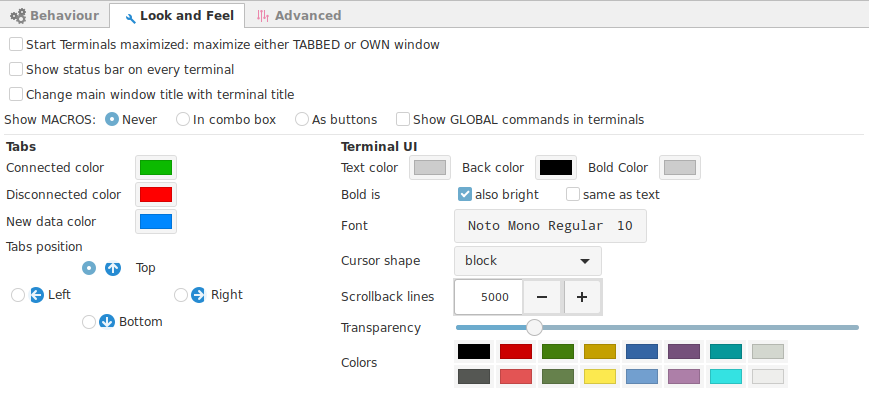 Behaviour Look and Feel Advanced
Start Terminals maximized: maximize either TABBED or OWN window
Show status bar on every terminal
Change main window title with terminal title
Show MACROS: Never In combo box As buttons Show GLOBAL commands in terminals
Tabs
Connected color
Disconnected color
New data color
Tabs position
Top
Left Right
Bottom
Terminal UI
Text color Back color Bold Color
Bold is also bright same as text
Font Noto Mono Regular 10
Cursor shape block
Scrollback lines 5000 − +
Transparency
Colors